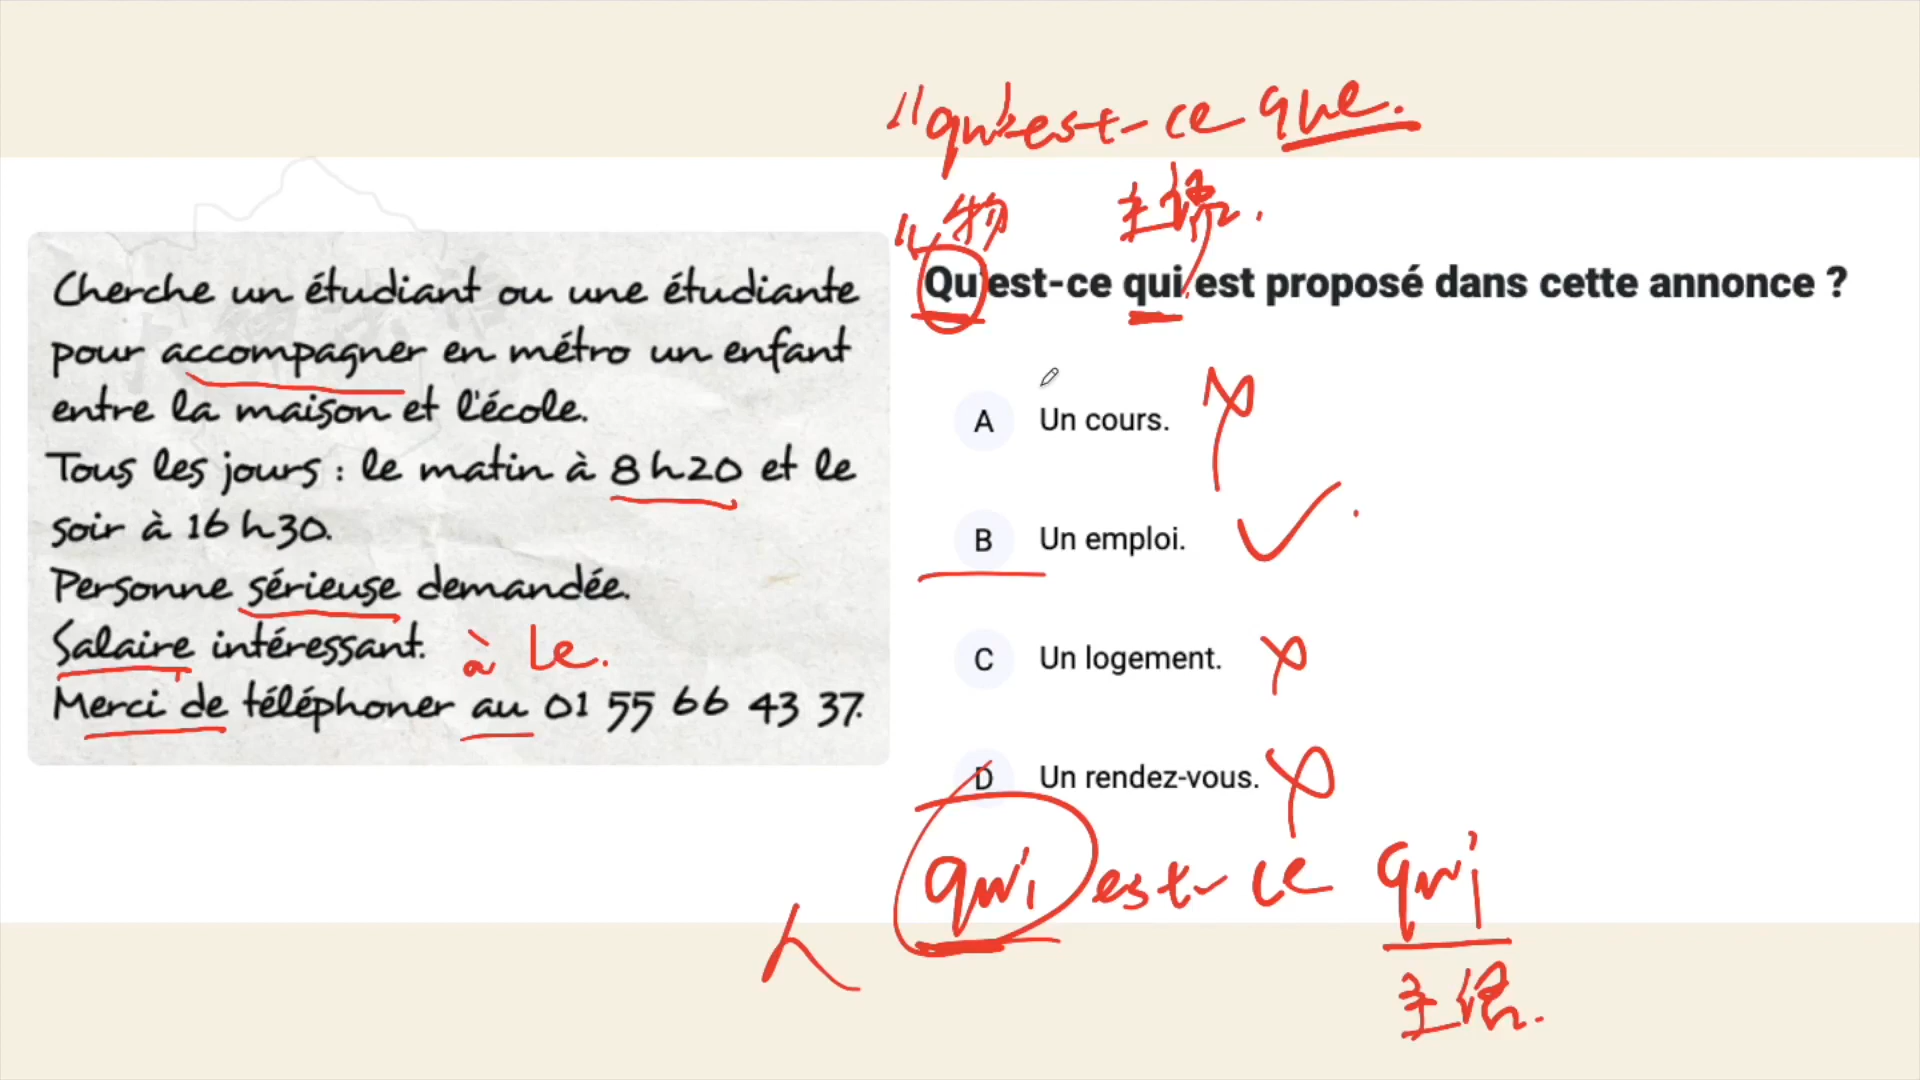 "qu'est-ce que.
物 主语.
Qu'est-ce qui est proposé dans cette annonce ?
Cherche un étudiant ou une étudiante
pour accompagner en métro un enfant
entre la maison et l'école.
Tous les jours : le matin à 8h20 et le
soir à 16h30.
Personne sérieuse demandée.
Salaire intéressant.
à le.
Merci de téléphoner au 01 55 66 43 37.
A Un cours.
B Un emploi.
C Un logement.
D Un rendez-vous.
人 qui est-ce qui
主语.